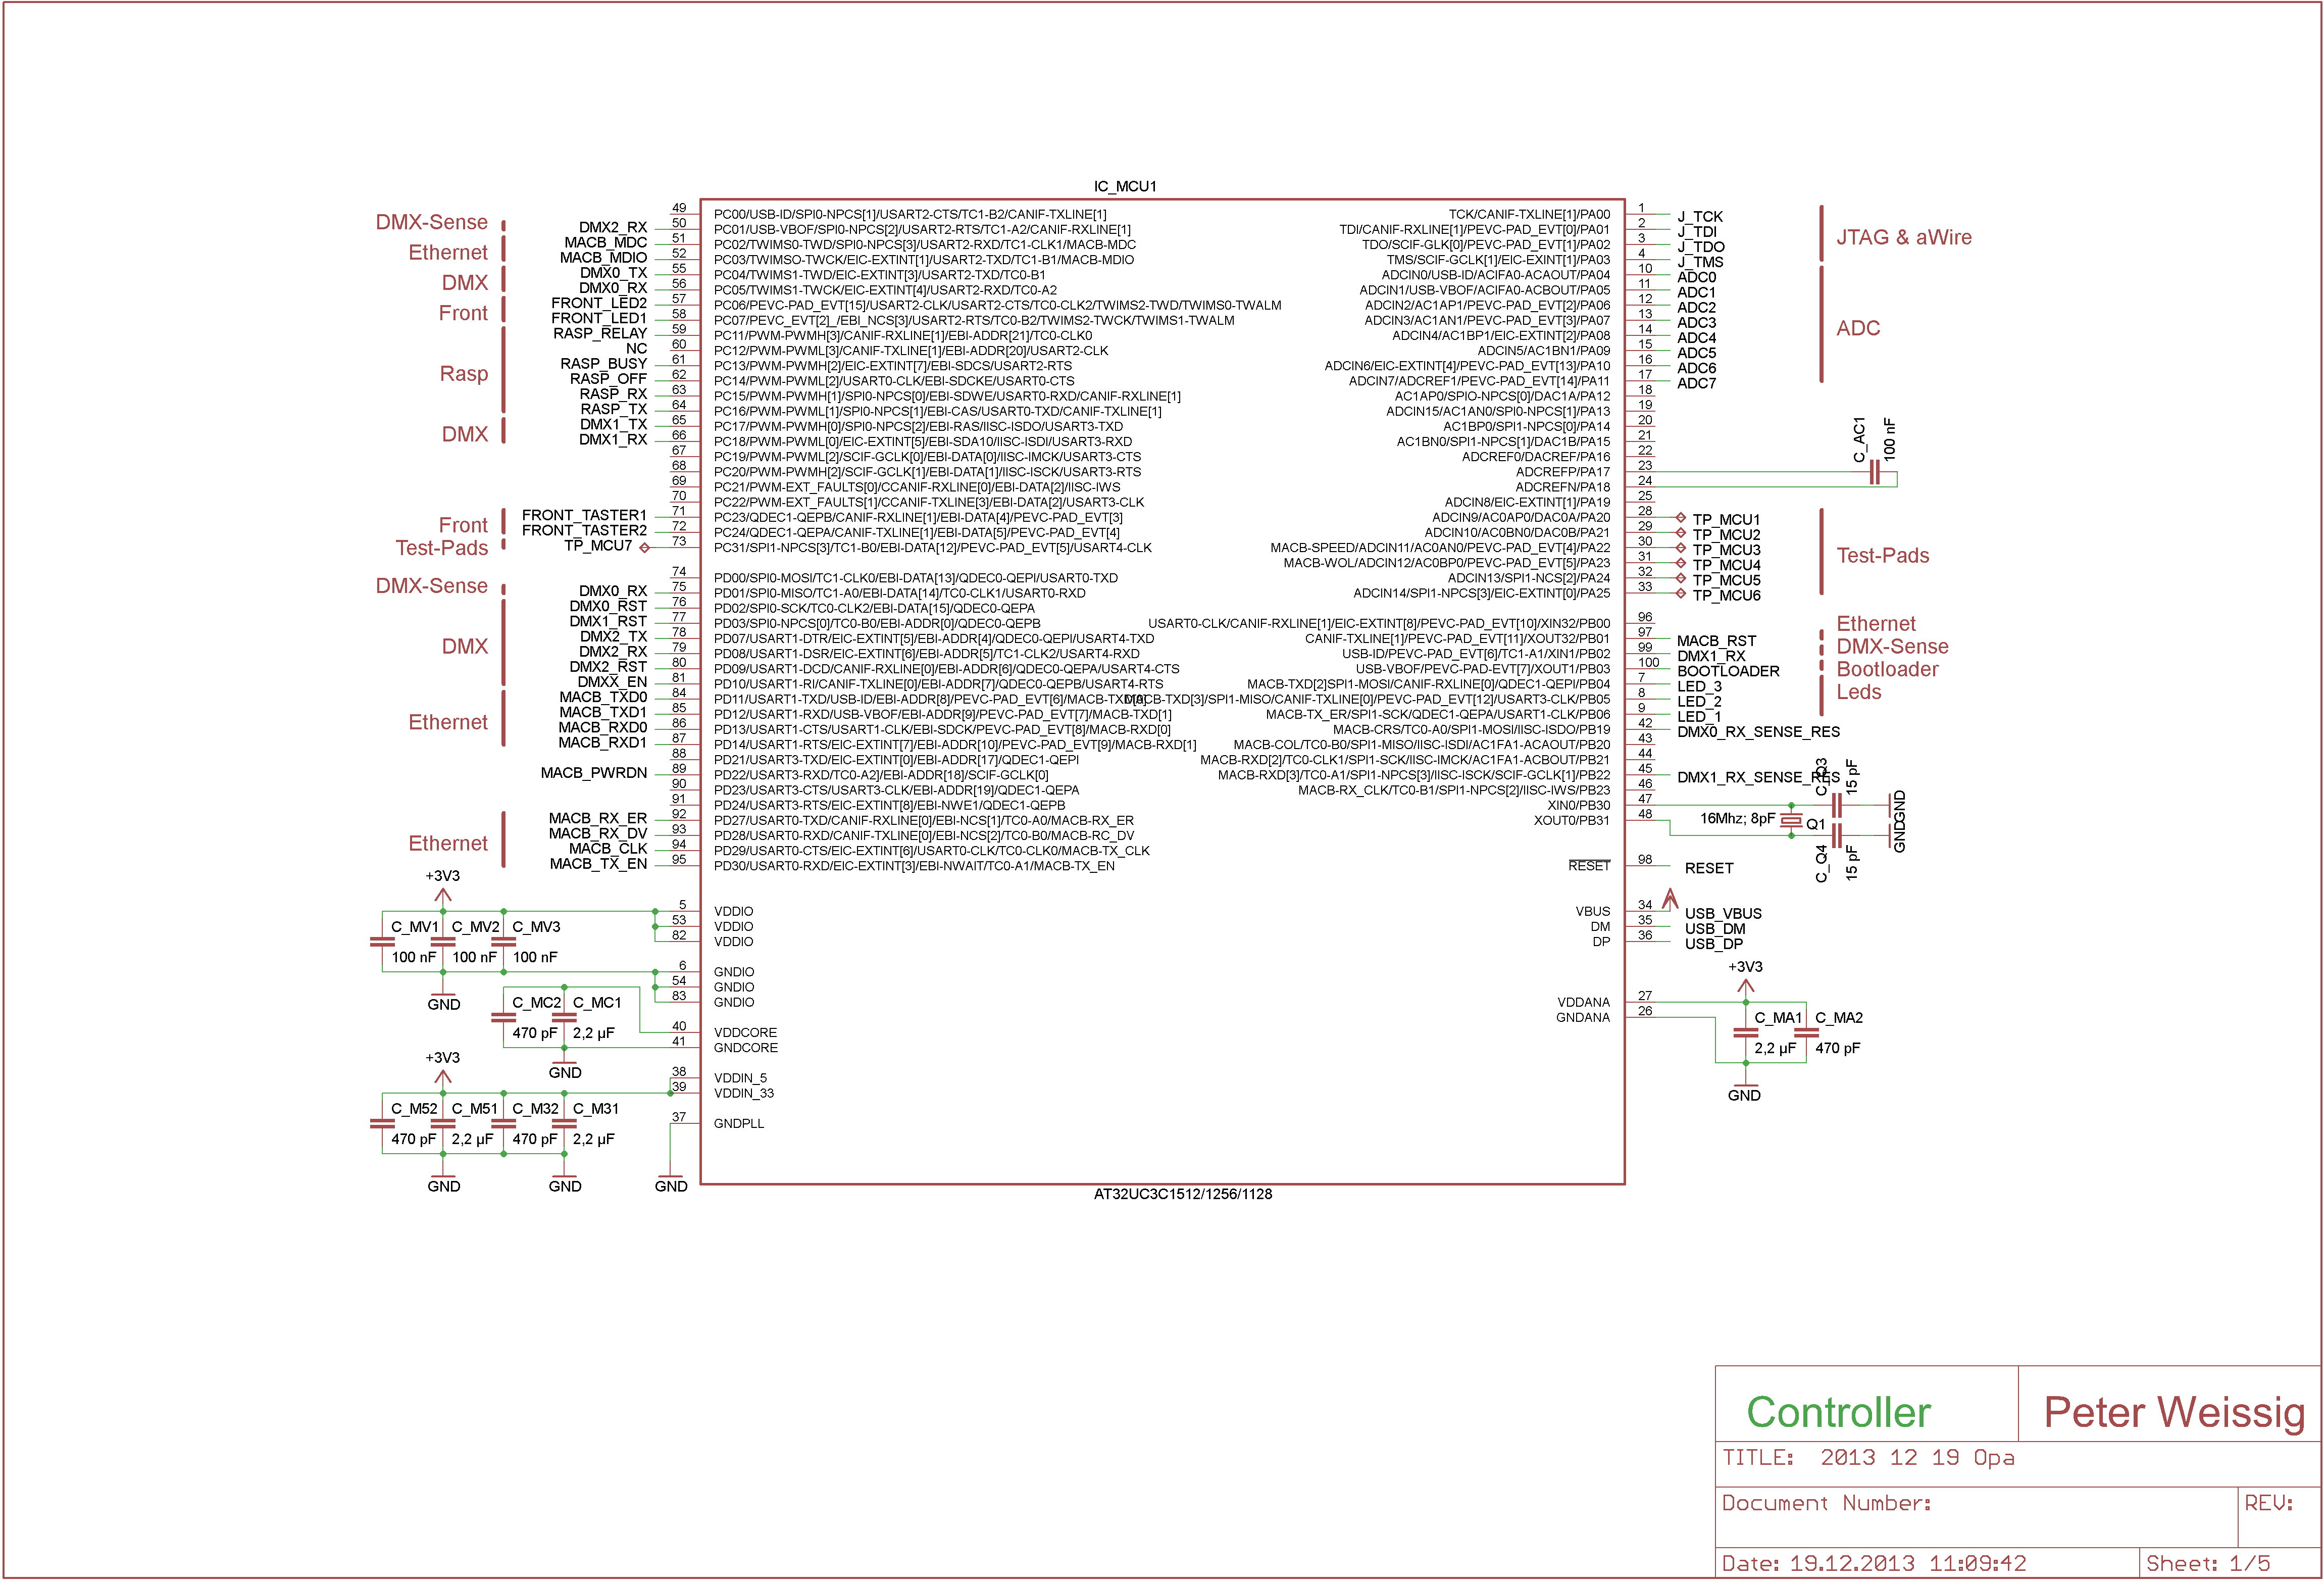 IC_MCU1
DMX-Sense
Ethernet
DMX
Front
Rasp
DMX
Front
Test-Pads
DMX-Sense
DMX
Ethernet
Ethernet
49 PC00/USB-ID/SPI0-NPCS[1]/USART2-CTS/TC1-B2/CANIF-TXLINE[1]
DMX2_RX 50 PC01/USB-VBOF/SPI0-NPCS[2]/USART2-RTS/TC1-A2/CANIF-RXLINE[1]
MACB_MDC 51 PC02/TWIMS0-TWD/SPI0-NPCS[3]/USART2-RXD/TC1-CLK1/MACB-MDC
MACB_MDIO 52 PC03/TWIMSO-TWCK/EIC-EXTINT[1]/USART2-TXD/TC1-B1/MACB-MDIO
DMX0_TX 55 PC04/TWIMS1-TWD/EIC-EXTINT[3]/USART2-TXD/TC0-B1
DMX0_RX 56 PC05/TWIMS1-TWCK/EIC-EXTINT[4]/USART2-RXD/TC0-A2
FRONT_LED2 57 PC06/PEVC-PAD_EVT[15]/USART2-CLK/USART2-CTS/TC0-CLK2/TWIMS2-TWD/TWIMS0-TWALM
FRONT_LED1 58 PC07/PEVC_EVT[2]_/EBI_NCS[3]/USART2-RTS/TC0-B2/TWIMS2-TWCK/TWIMS1-TWALM
RASP_RELAY 59 PC11/PWM-PWMH[3]/CANIF-RXLINE[1]/EBI-ADDR[21]/TC0-CLK0
NC 60 PC12/PWM-PWML[3]/CANIF-TXLINE[1]/EBI-ADDR[20]/USART2-CLK
RASP_BUSY 61 PC13/PWM-PWMH[2]/EIC-EXTINT[7]/EBI-SDCS/USART2-RTS
RASP_OFF 62 PC14/PWM-PWML[2]/USART0-CLK/EBI-SDCKE/USART0-CTS
RASP_RX 63 PC15/PWM-PWMH[1]/SPI0-NPCS[0]/EBI-SDWE/USART0-RXD/CANIF-RXLINE[1]
RASP_TX 64 PC16/PWM-PWML[1]/SPI0-NPCS[1]/EBI-CAS/USART0-TXD/CANIF-TXLINE[1]
DMX1_TX 65 PC17/PWM-PWMH[0]/SPI0-NPCS[2]/EBI-RAS/IISC-ISDO/USART3-TXD
DMX1_RX 66 PC18/PWM-PWML[0]/EIC-EXTINT[5]/EBI-SDA10/IISC-ISDI/USART3-RXD
67 PC19/PWM-PWML[2]/SCIF-GCLK[0]/EBI-DATA[0]/IISC-IMCK/USART3-CTS
68 PC20/PWM-PWMH[2]/SCIF-GCLK[1]/EBI-DATA[1]/IISC-ISCK/USART3-RTS
69 PC21/PWM-EXT_FAULTS[0]/CCANIF-RXLINE[0]/EBI-DATA[2]/IISC-IWS
70 PC22/PWM-EXT_FAULTS[1]/CCANIF-TXLINE[3]/EBI-DATA[2]/USART3-CLK
FRONT_TASTER1 71 PC23/QDEC1-QEPB/CANIF-RXLINE[1]/EBI-DATA[4]/PEVC-PAD_EVT[3]
FRONT_TASTER2 72 PC24/QDEC1-QEPA/CANIF-TXLINE[1]/EBI-DATA[5]/PEVC-PAD_EVT[4]
TP_MCU7 73 PC31/SPI1-NPCS[3]/TC1-B0/EBI-DATA[12]/PEVC-PAD_EVT[5]/USART4-CLK
74 PD00/SPI0-MOSI/TC1-CLK0/EBI-DATA[13]/QDEC0-QEPI/USART0-TXD
DMX0_RX 75 PD01/SPI0-MISO/TC1-A0/EBI-DATA[14]/TC0-CLK1/USART0-RXD
DMX0_RST 76 PD02/SPI0-SCK/TC0-CLK2/EBI-DATA[15]/QDEC0-QEPA
DMX1_RST 77 PD03/SPI0-NPCS[0]/TC0-B0/EBI-ADDR[0]/QDEC0-QEPB
DMX2_TX 78 PD07/USART1-DTR/EIC-EXTINT[5]/EBI-ADDR[4]/QDEC0-QEPI/USART4-TXD
DMX2_RX 79 PD08/USART1-DSR/EIC-EXTINT[6]/EBI-ADDR[5]/TC1-CLK2/USART4-RXD
DMX2_RST 80 PD09/USART1-DCD/CANIF-RXLINE[0]/EBI-ADDR[6]/QDEC0-QEPA/USART4-CTS
DMXX_EN 81 PD10/USART1-RI/CANIF-TXLINE[0]/EBI-ADDR[7]/QDEC0-QEPB/USART4-RTS
MACB_TXD0 84 PD11/USART1-TXD/USB-ID/EBI-ADDR[8]/PEVC-PAD_EVT[6]/MACB-TXD[0]
MACB_TXD1 85 PD12/USART1-RXD/USB-VBOF/EBI-ADDR[9]/PEVC-PAD_EVT[7]/MACB-TXD[1]
MACB_RXD0 86 PD13/USART1-CTS/USART1-CLK/EBI-SDCK/PEVC-PAD_EVT[8]/MACB-RXD[0]
MACB_RXD1 87 PD14/USART1-RTS/EIC-EXTINT[7]/EBI-ADDR[10]/PEVC-PAD_EVT[9]/MACB-RXD[1]
88 PD21/USART3-TXD/EIC-EXTINT[0]/EBI-ADDR[17]/QDEC1-QEPI
MACB_PWRDN 89 PD22/USART3-RXD/TC0-A2]/EBI-ADDR[18]/SCIF-GCLK[0]
90 PD23/USART3-CTS/USART3-CLK/EBI-ADDR[19]/QDEC1-QEPA
91 PD24/USART3-RTS/EIC-EXTINT[8]/EBI-NWE1/QDEC1-QEPB
MACB_RX_ER 92 PD27/USART0-TXD/CANIF-RXLINE[0]/EBI-NCS[1]/TC0-A0/MACB-RX_ER
MACB_RX_DV 93 PD28/USART0-RXD/CANIF-TXLINE[0]/EBI-NCS[2]/TC0-B0/MACB-RC_DV
MACB_CLK 94 PD29/USART0-CTS/EIC-EXTINT[6]/USART0-CLK/TC0-CLK0/MACB-TX_CLK
MACB_TX_EN 95 PD30/USART0-RXD/EIC-EXTINT[3]/EBI-NWAIT/TC0-A1/MACB-TX_EN
+3V3
5 VDDIO
53 VDDIO
82 VDDIO
C_MV1 C_MV2 C_MV3
100 nF 100 nF 100 nF
6 GNDIO
54 GNDIO
83 GNDIO
GND
C_MC2 C_MC1
470 pF 2,2 µF
40 VDDCORE
41 GNDCORE
GND
+3V3
38 VDDIN_5
39 VDDIN_33
C_M52 C_M51 C_M32 C_M31
470 pF 2,2 µF 470 pF 2,2 µF
37 GNDPLL
GND GND GND
TCK/CANIF-TXLINE[1]/PA00 1 J_TCK
TDI/CANIF-RXLINE[1]/PEVC-PAD_EVT[0]/PA01 2 J_TDI
TDO/SCIF-GLK[0]/PEVC-PAD_EVT[1]/PA02 3 J_TDO
TMS/SCIF-GCLK[1]/EIC-EXINT[1]/PA03 4 J_TMS
ADCIN0/USB-ID/ACIFA0-ACAOUT/PA04 10 ADC0
ADCIN1/USB-VBOF/ACIFA0-ACBOUT/PA05 11 ADC1
ADCIN2/AC1AP1/PEVC-PAD_EVT[2]/PA06 12 ADC2
ADCIN3/AC1AN1/PEVC-PAD_EVT[3]/PA07 13 ADC3
ADCIN4/AC1BP1/EIC-EXTINT[2]/PA08 14 ADC4
ADCIN5/AC1BN1/PA09 15 ADC5
ADCIN6/EIC-EXTINT[4]/PEVC-PAD_EVT[13]/PA10 16 ADC6
ADCIN7/ADCREF1/PEVC-PAD_EVT[14]/PA11 17 ADC7
AC1AP0/SPIO-NPCS[0]/DAC1A/PA12 18
ADCIN15/AC1AN0/SPI0-NPCS[1]/PA13 19
AC1BP0/SPI1-NPCS[0]/PA14 20
AC1BN0/SPI1-NPCS[1]/DAC1B/PA15 21
ADCREF0/DACREF/PA16 22
ADCREFP/PA17 23
ADCREFN/PA18 24
ADCIN8/EIC-EXTINT[1]/PA19 25
ADCIN9/AC0AP0/DAC0A/PA20 28 TP_MCU1
ADCIN10/AC0BN0/DAC0B/PA21 29 TP_MCU2
MACB-SPEED/ADCIN11/AC0AN0/PEVC-PAD_EVT[4]/PA22 30 TP_MCU3
MACB-WOL/ADCIN12/AC0BP0/PEVC-PAD_EVT[5]/PA23 31 TP_MCU4
ADCIN13/SPI1-NCS[2]/PA24 32 TP_MCU5
ADCIN14/SPI1-NPCS[3]/EIC-EXTINT[0]/PA25 33 TP_MCU6
USART0-CLK/CANIF-RXLINE[1]/EIC-EXTINT[8]/PEVC-PAD_EVT[10]/XIN32/PB00 96
CANIF-TXLINE[1]/PEVC-PAD_EVT[11]/XOUT32/PB01 97 MACB_RST
USB-ID/PEVC-PAD_EVT[6]/TC1-A1/XIN1/PB02 99 DMX1_RX
USB-VBOF/PEVC-PAD-EVT[7]/XOUT1/PB03 100 BOOTLOADER
MACB-TXD[2]SPI1-MOSI/CANIF-RXLINE[0]/QDEC1-QEPI/PB04 7 LED_3
MACB-TXD[3]/SPI1-MISO/CANIF-TXLINE[0]/PEVC-PAD_EVT[12]/USART3-CLK/PB05 8 LED_2
MACB-TX_ER/SPI1-SCK/QDEC1-QEPA/USART1-CLK/PB06 9 LED_1
MACB-CRS/TC0-A0/SPI1-MOSI/IISC-ISDO/PB19 42 DMX0_RX_SENSE_RES
MACB-COL/TC0-B0/SPI1-MISO/IISC-ISDI/AC1FA1-ACAOUT/PB20 43
MACB-RXD[2]/TC0-CLK1/SPI1-SCK/IISC-IMCK/AC1FA1-ACBOUT/PB21 44
MACB-RXD[3]/TC0-A1/SPI1-NPCS[3]/IISC-ISCK/SCIF-GCLK[1]/PB22 45 DMX1_RX_SENSE_RES
MACB-RX_CLK/TC0-B1/SPI1-NPCS[2]/IISC-IWS/PB23 46
XIN0/PB30 47
XOUT0/PB31 48
RESET 98 RESET
VBUS 34 USB_VBUS
DM 35 USB_DM
DP 36 USB_DP
VDDANA 27
GNDANA 26
JTAG & aWire
ADC
C_AC1
100 nF
Test-Pads
Ethernet
DMX-Sense
Bootloader
Leds
C_Q3
15 pF
16Mhz; 8pF Q1
GND
GND
C_Q4
15 pF
+3V3
C_MA1 C_MA2
2,2 µF 470 pF
GND
AT32UC3C1512/1256/1128
Controller
Peter Weissig
TITLE: 2013 12 19 Opa
Document Number:
REV:
Date: 19.12.2013 11:09:42
Sheet: 1/5